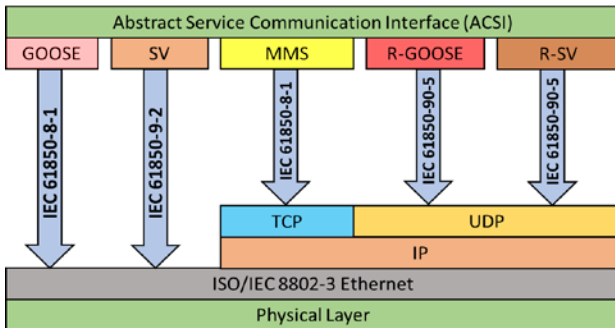 Abstract Service Communication Interface (ACSI)
GOOSE SV MMS R-GOOSE R-SV
IEC 61850-8-1
IEC 61850-9-2
IEC 61850-8-1
IEC 61850-90-5
IEC 61850-90-5
TCP UDP
IP
ISO/IEC 8802-3 Ethernet
Physical Layer